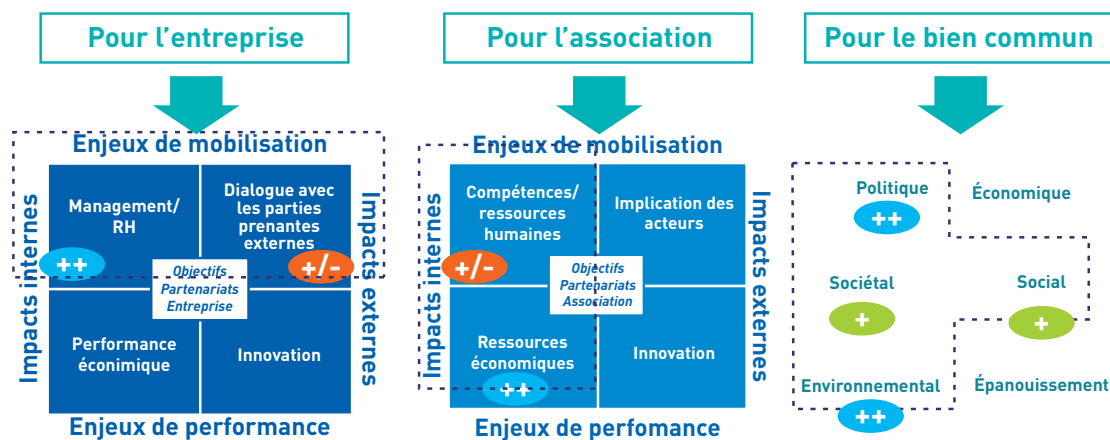 Pour l'entreprise
Enjeux de mobilisation
Impacts internes
Management/
RH
++
Dialogue avec
les parties
prenantes
externes
+/-
Objectifs
Partenariats
Entreprise
Performance
éconimique
Innovation
Impacts externes
Enjeux de performance
Pour l'association
Enjeux de mobilisation
Impacts internes
Compétences/
ressources
humaines
+/-
Implication des
acteurs
Objectifs
Partenariats
Association
Ressources
économiques
++
Innovation
Impacts externes
Enjeux de perfomance
Pour le bien commun
Politique
++
Économique
Sociétal
+
Social
+
Environnemental
++
Épanouissement